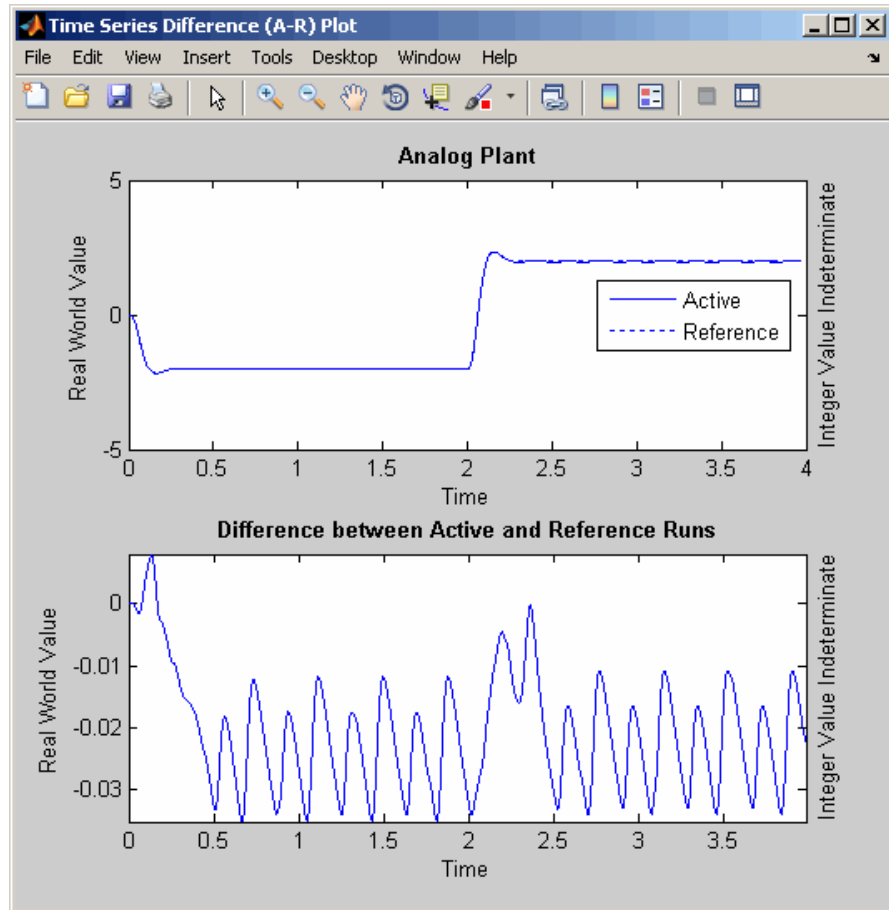 Time Series Difference (A-R) Plot
File Edit View Insert Tools Desktop Window Help
Analog Plant
5
0
-5
Real World Value
Integer Value Indeterminate
Active
Reference
0 0.5 1 1.5 2 2.5 3 3.5 4
Time
Difference between Active and Reference Runs
0
-0.01
-0.02
-0.03
Real World Value
Integer Value Indeterminate
0 0.5 1 1.5 2 2.5 3 3.5
Time